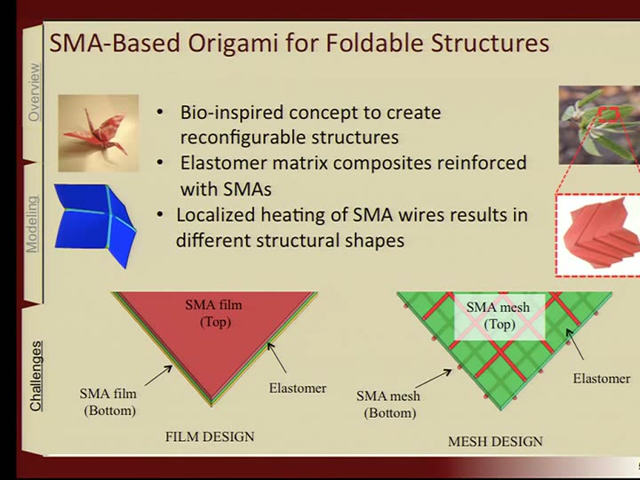 SMA-Based Origami for Foldable Structures
Overview
Modeling
Challenges
• Bio-inspired concept to create
reconfigurable structures
• Elastomer matrix composites reinforced
with SMAs
• Localized heating of SMA wires results in
different structural shapes
SMA film
(Top)
SMA film
(Bottom)
Elastomer
FILM DESIGN
SMA mesh
(Top)
SMA mesh
(Bottom)
Elastomer
MESH DESIGN